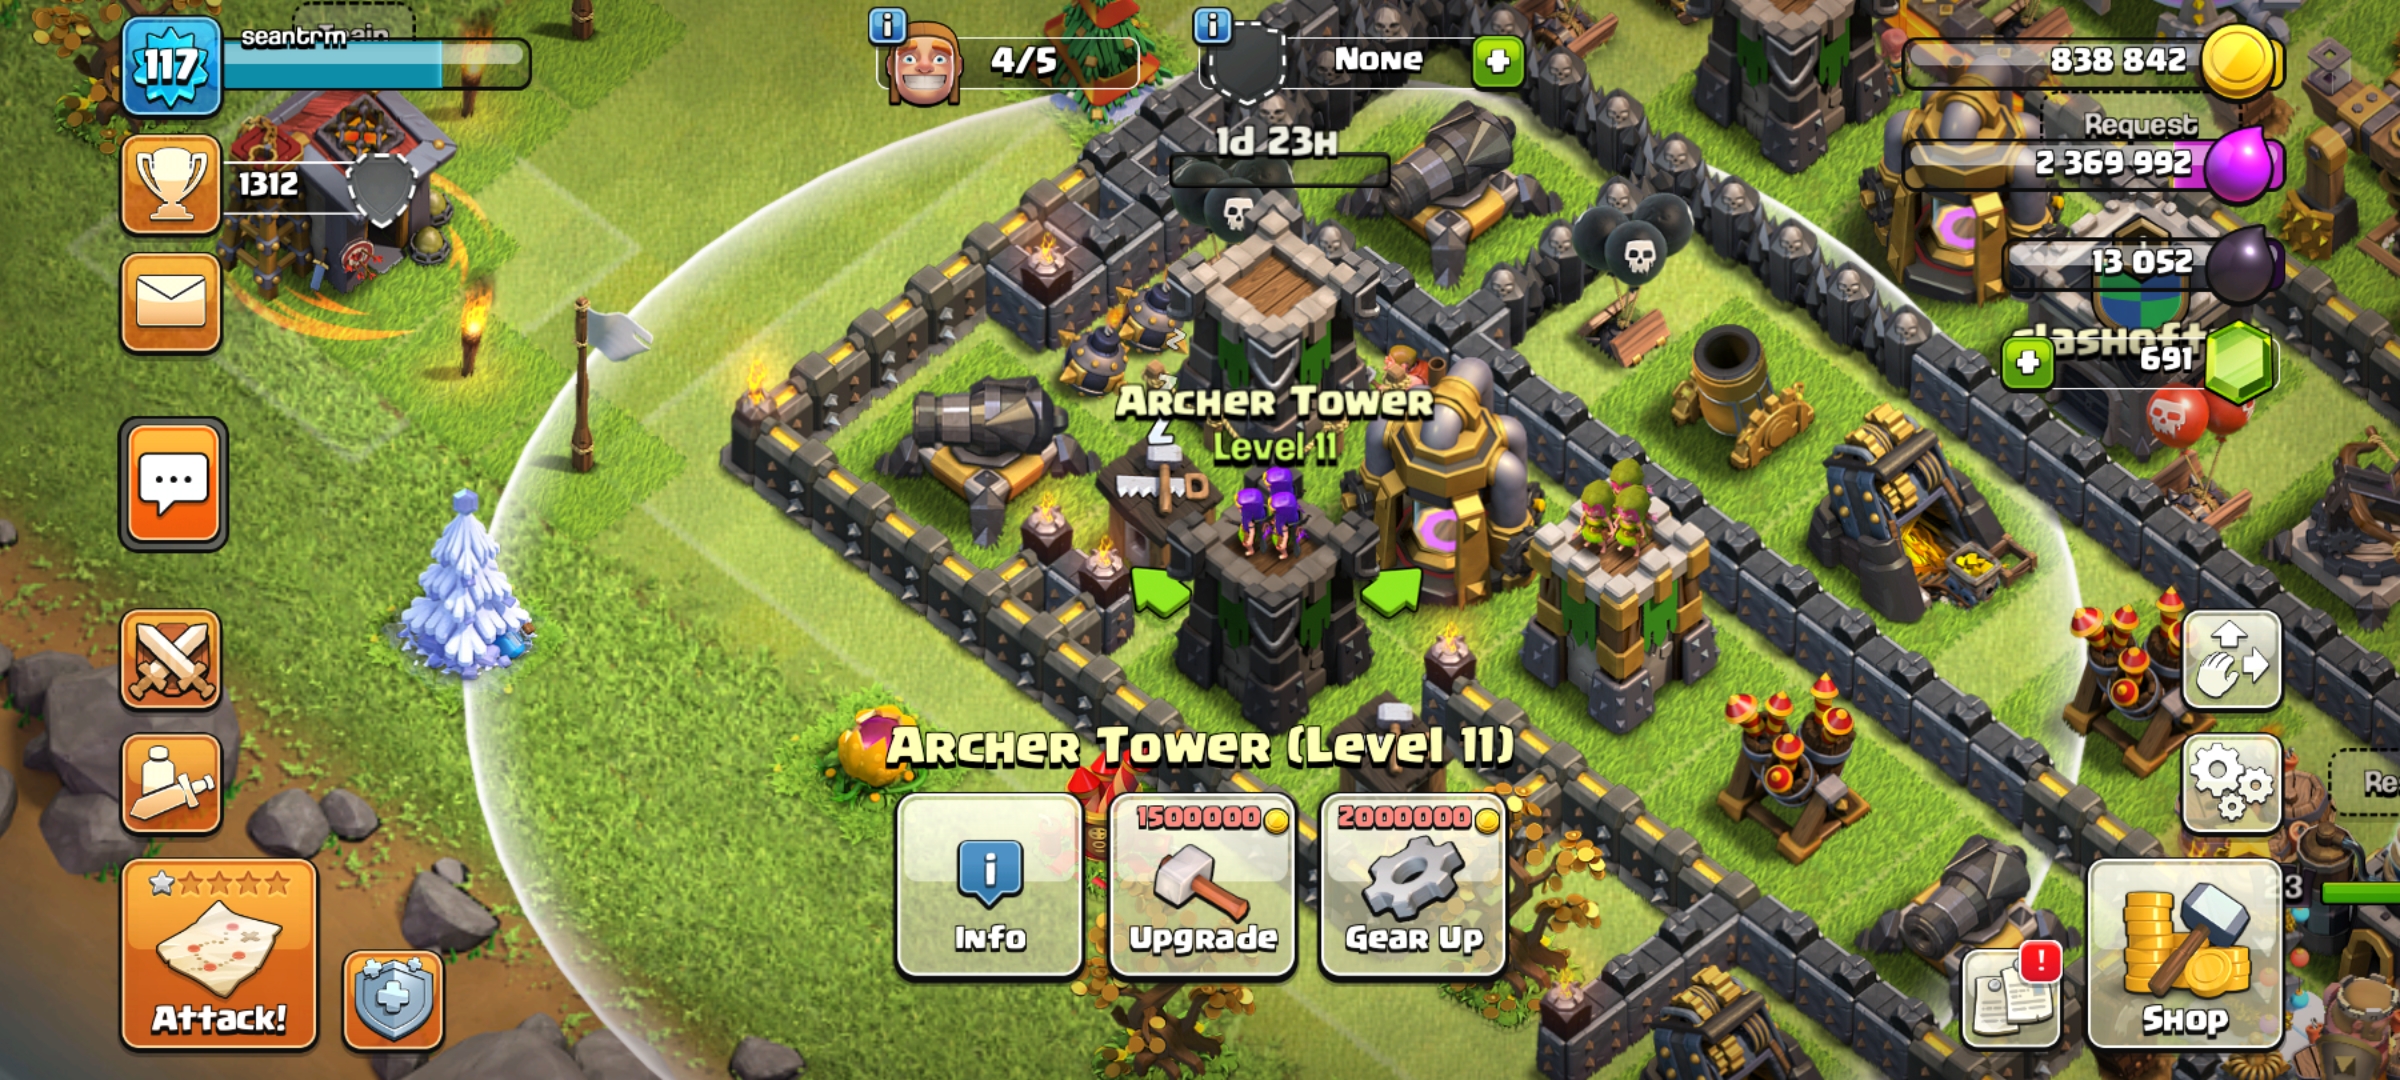 117
seantrm
4/5
None
838 842
Request
1312
1d 23H
2 369 992
13 052
691
Archer Tower
Level 11
Archer Tower (Level 11)
1500000
2000000
Info
Upgrade
Gear Up
Attack!
Shop